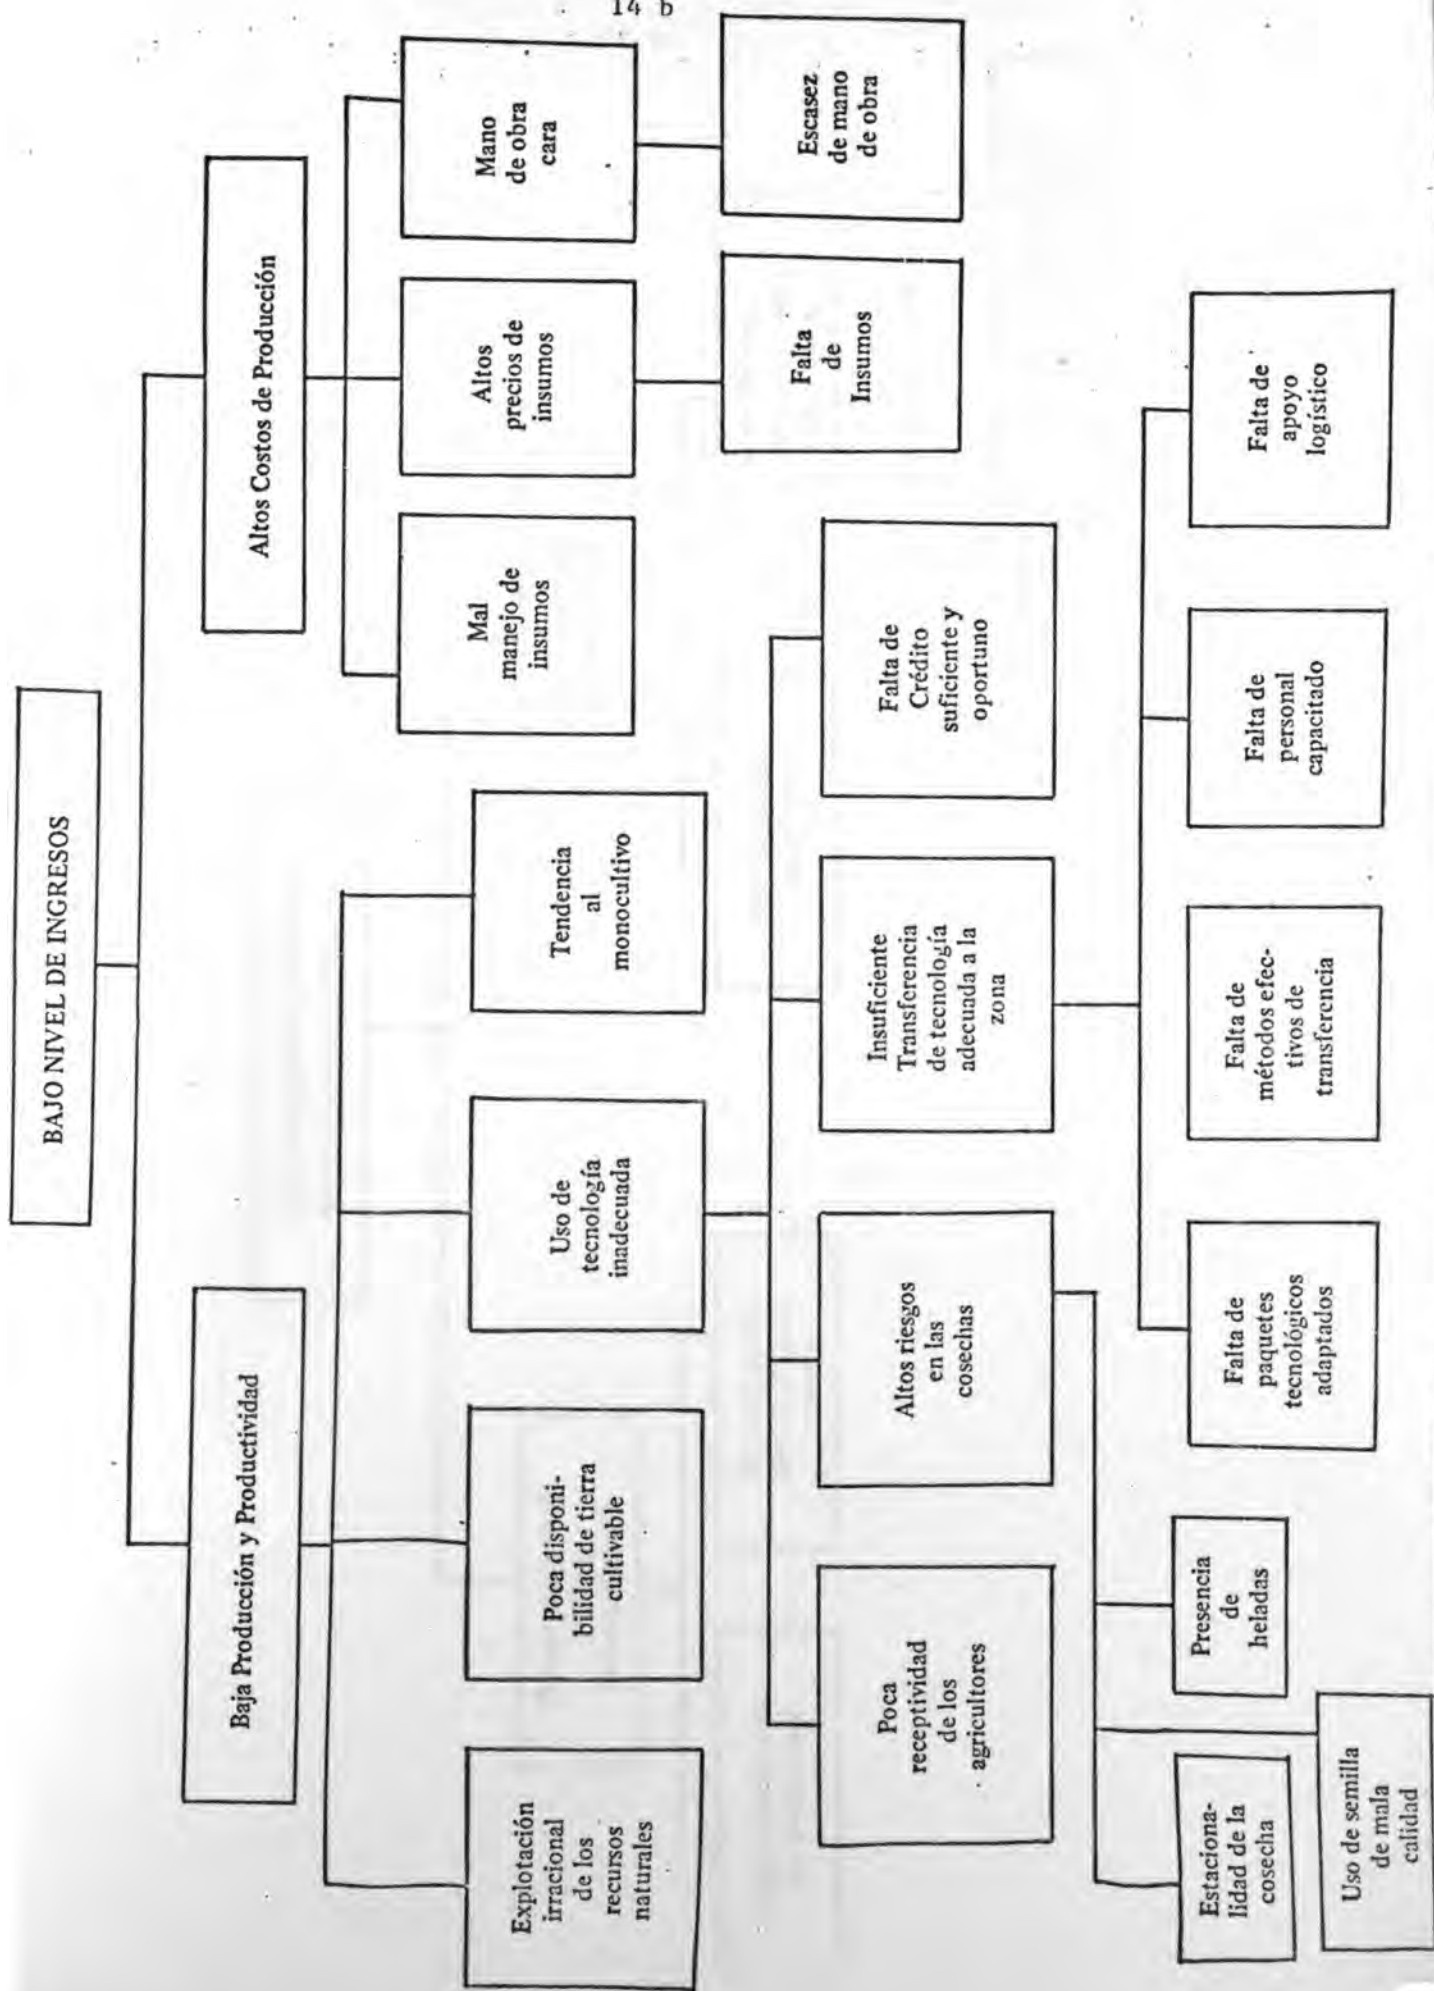 14 b
BAJO NIVEL DE INGRESOS
Baja Producción y Productividad
Altos Costos de Producción
Explotación
irracional
de los
recursos
naturales
Poca disponi-
bilidad de tierra
cultivable
Uso de
tecnología
inadecuada
Tendencia
al
monocultivo
Mal
manejo de
insumos
Altos
precios de
insumos
Mano
de obra
cara
Falta
de
Insumos
Escasez
de mano
de obra
Poca
receptividad
de los
agricultores
Altos riesgos
en las
cosechas
Insuficiente
Transferencia
de tecnología
adecuada a la
zona
Falta de
Crédito
suficiente y
oportuno
Estaciona-
lidad de la
cosecha
Uso de semilla
de mala
calidad
Presencia
de
heladas
Falta de
paquetes
tecnológicos
adaptados
Falta de
métodos efec-
tivos de
transferencia
Falta de
personal
capacitado
Falta de
apoyo
logístico